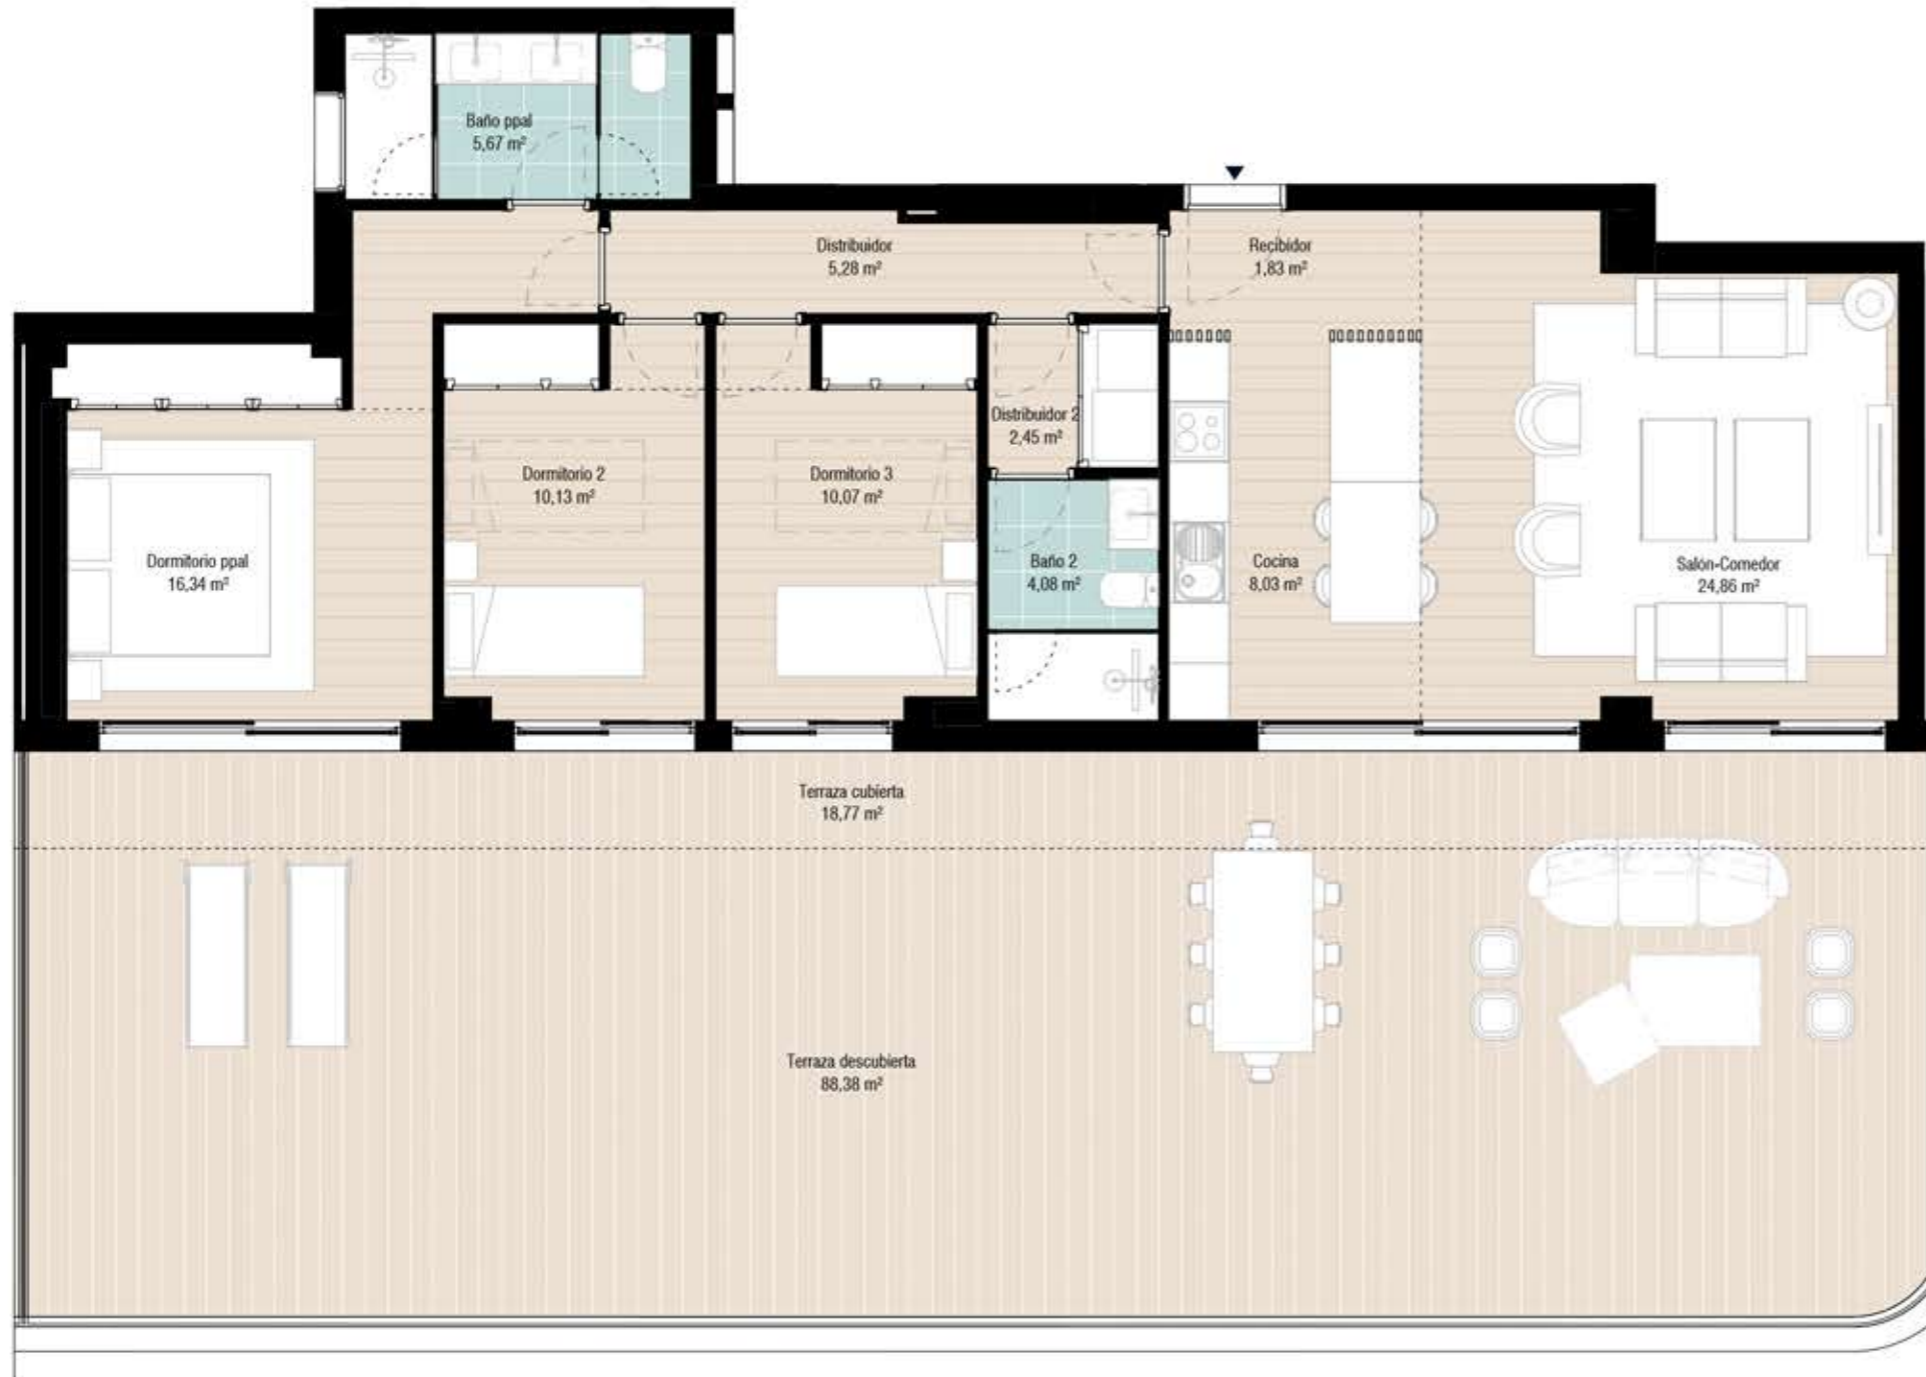 Baño ppal
5,67 m²
Distribuidor
5,28 m²
Recibidor
1,83 m²
Distribuidor 2
2,45 m²
Dormitorio 2
10,13 m²
Dormitorio 3
10,07 m²
Dormitorio ppal
16,34 m²
Baño 2
4,08 m²
Cocina
8,03 m²
Salón-Comedor
24,86 m²
Terraza cubierta
18,77 m²
Terraza descubierta
88,38 m²